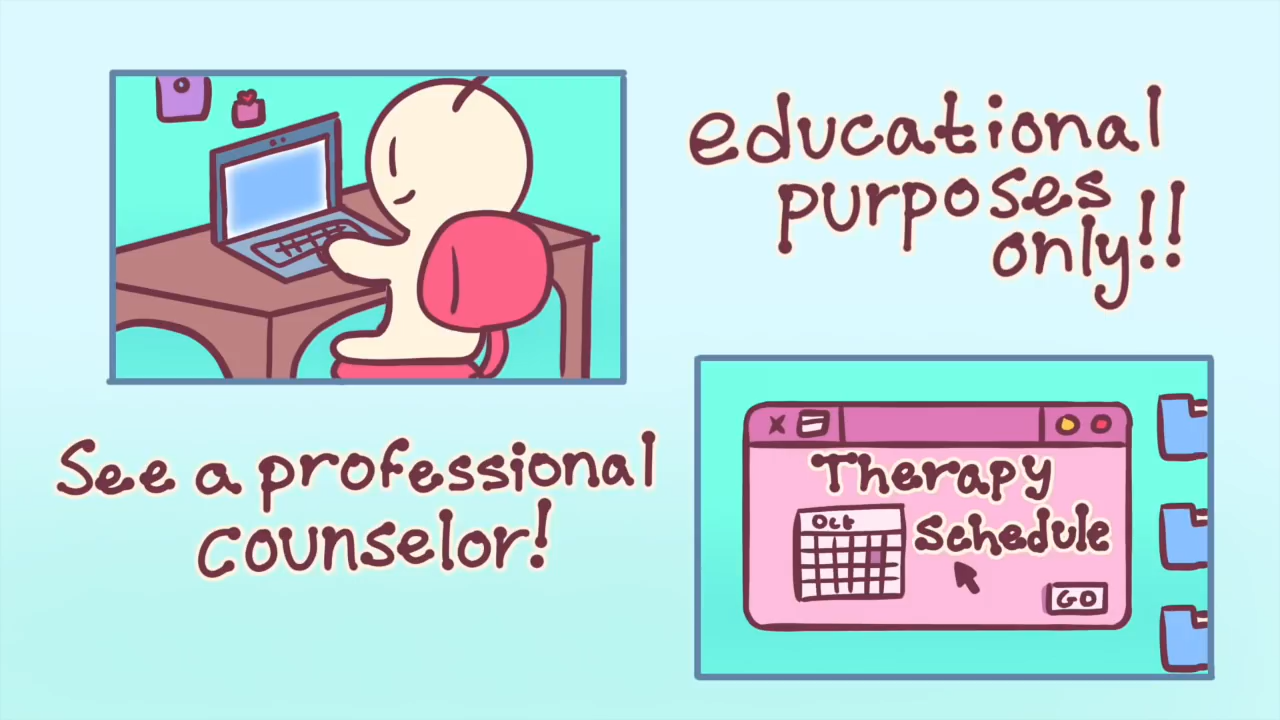 educational
purposes
only!!
See a professional
counselor!
Therapy
Schedule
Oct
GO